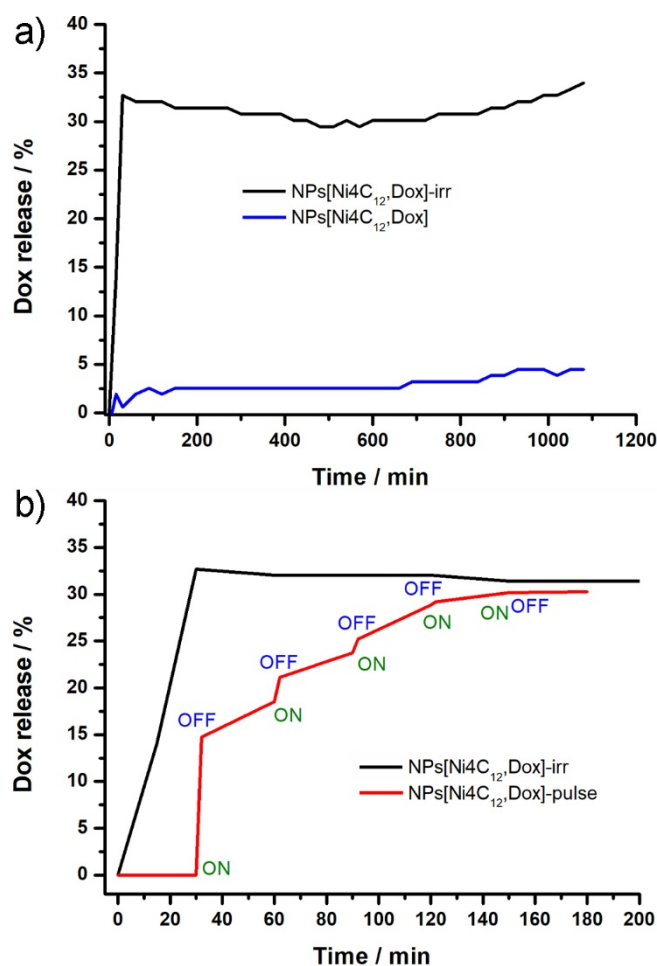 a)
40
35
30
25
20
15
10
5
0
Dox release / %
NPs[Ni4C₁₂,Dox]-irr
NPs[Ni4C₁₂,Dox]
0 200 400 600 800 1000 1200
Time / min
b)
40
35
30
25
20
15
10
5
0
Dox release / %
OFF
OFF
OFF
OFF
OFF
ON
ON
ON
ON
ON
NPs[Ni4C₁₂,Dox]-irr
NPs[Ni4C₁₂,Dox]-pulse
0 20 40 60 80 100 120 140 160 180 200
Time / min